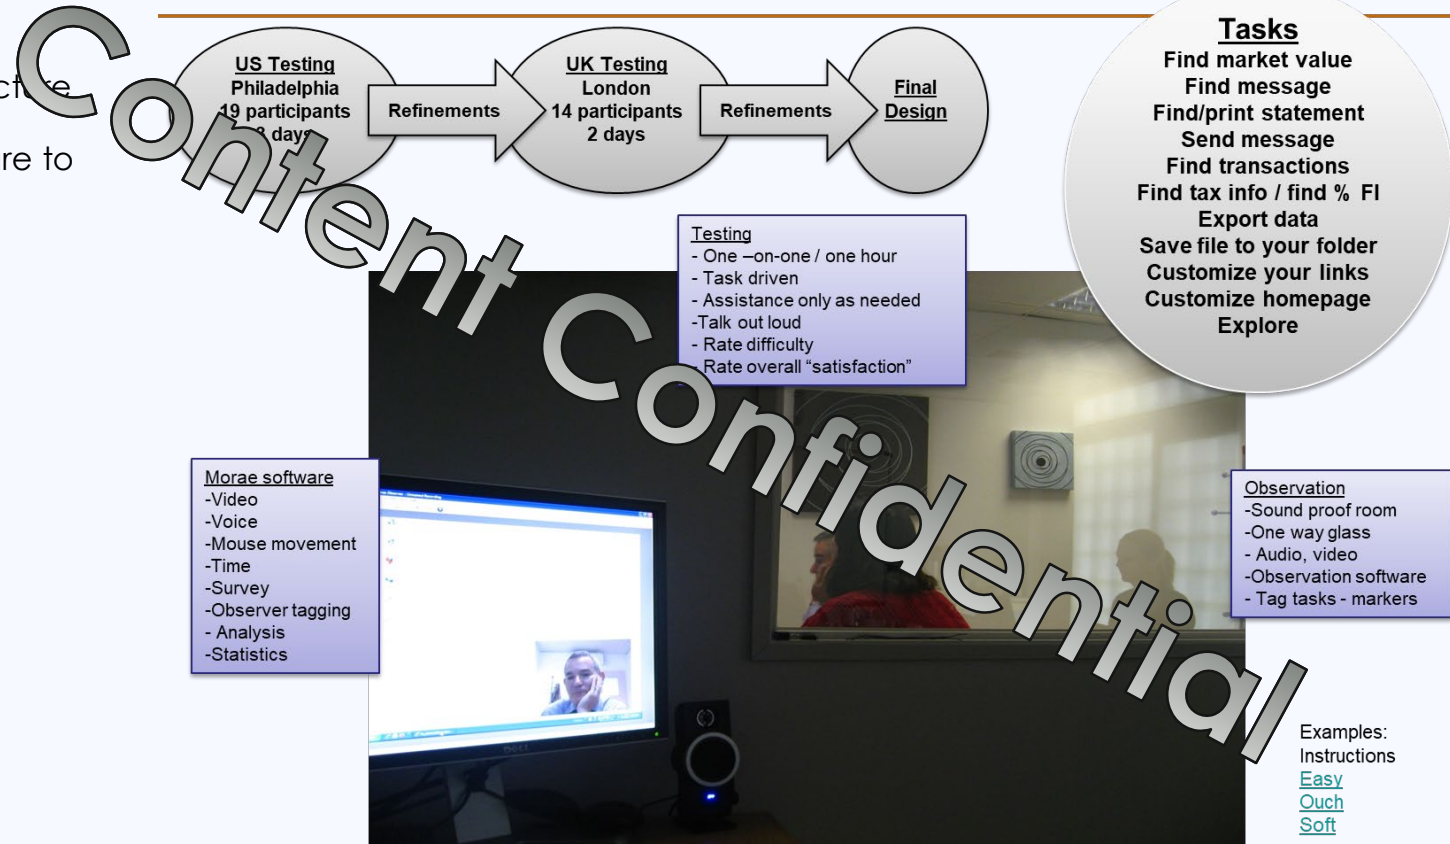 US Testing
Philadelphia
19 participants
days
Refinements
UK Testing
London
14 participants
2 days
Refinements
Final
Design
Tasks
Find market value
Find message
Find/print statement
Send message
Find transactions
Find tax info / find % FI
Export data
Save file to your folder
Customize your links
Customize homepage
Explore
re to
Testing
- One –on-one / one hour
- Task driven
- Assistance only as needed
-Talk out loud
- Rate difficulty
- Rate overall “satisfaction”
Morae software
-Video
-Voice
-Mouse movement
-Time
-Survey
-Observer tagging
- Analysis
-Statistics
Observation
-Sound proof room
-One way glass
- Audio, video
-Observation software
- Tag tasks - markers
Content Confidential
DELL
Examples:
Instructions
Easy
Ouch
Soft